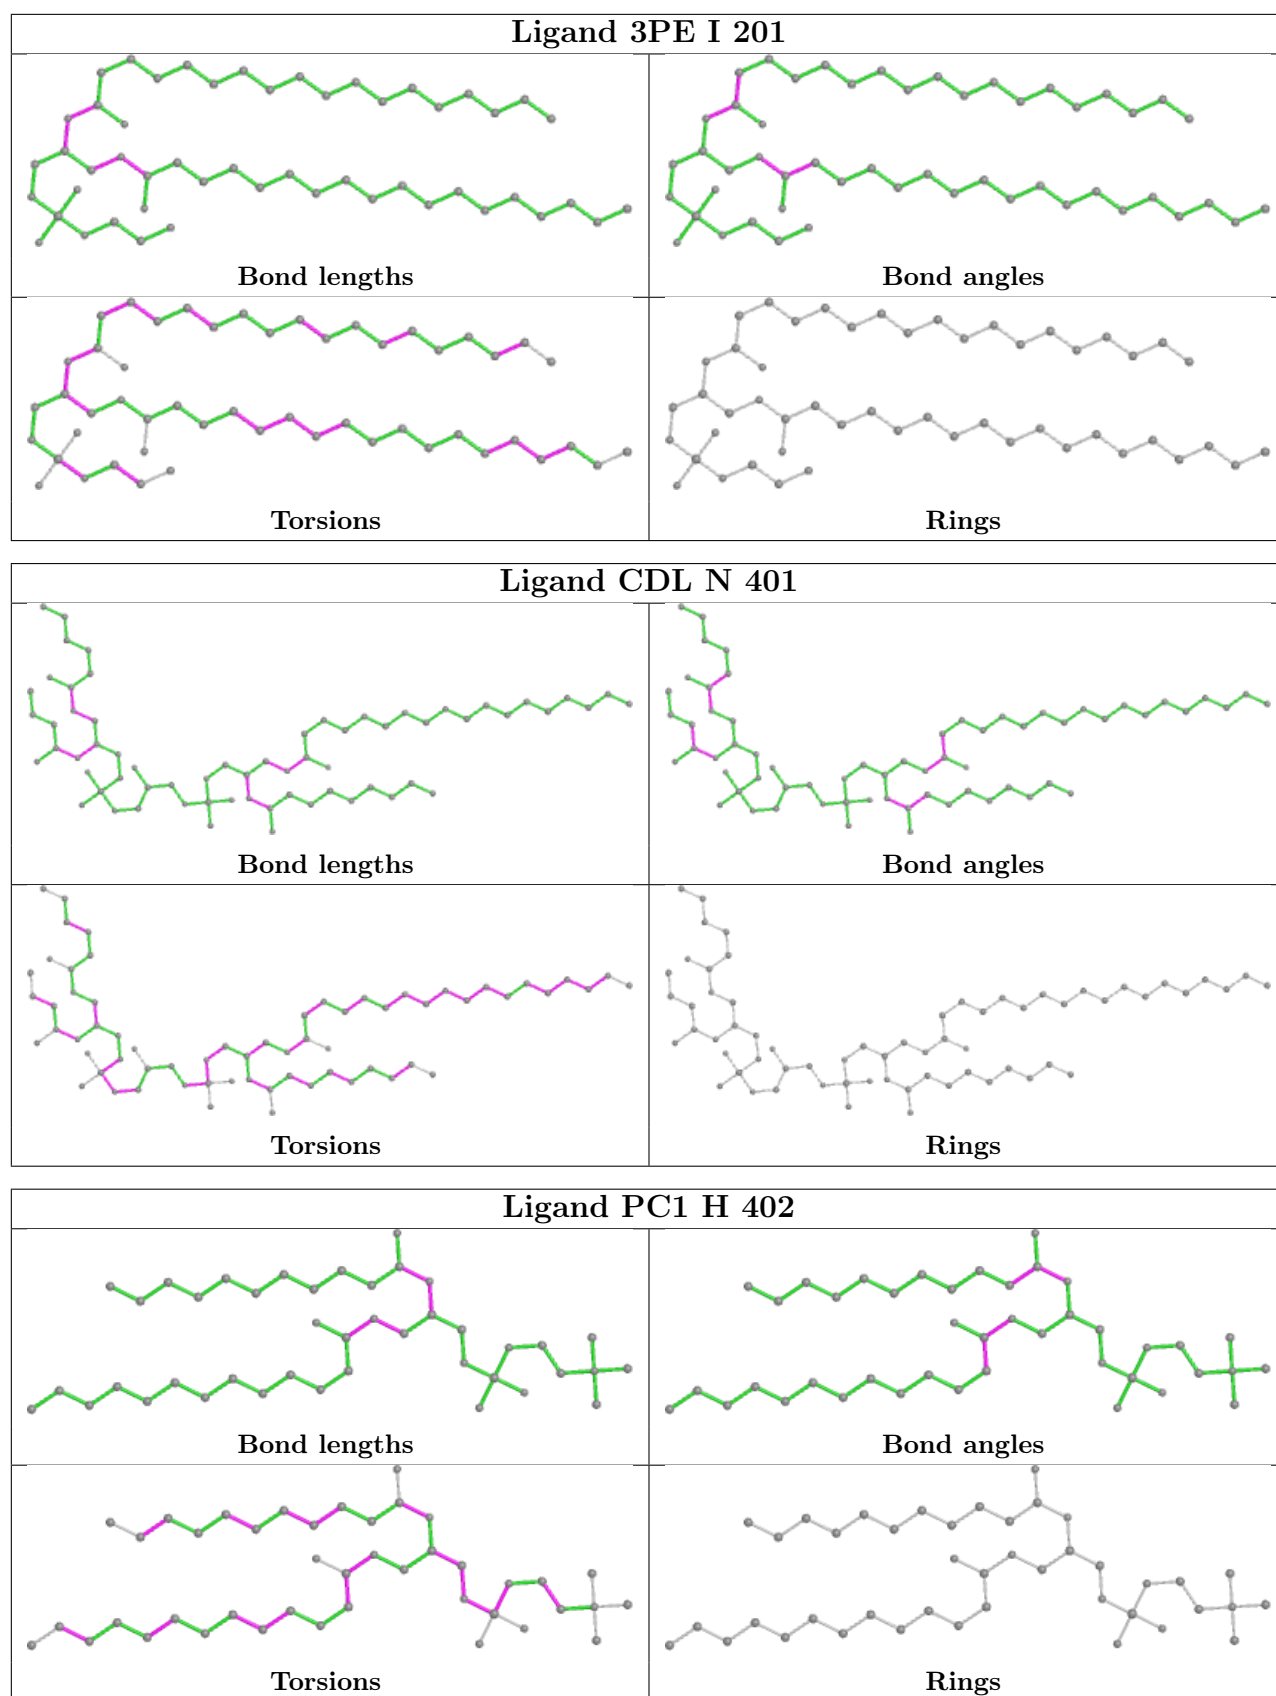 Ligand 3PE I 201
Bond lengths
Bond angles
Torsions
Rings
Ligand CDL N 401
Bond lengths
Bond angles
Torsions
Rings
Ligand PC1 H 402
Bond lengths
Bond angles
Torsions
Rings